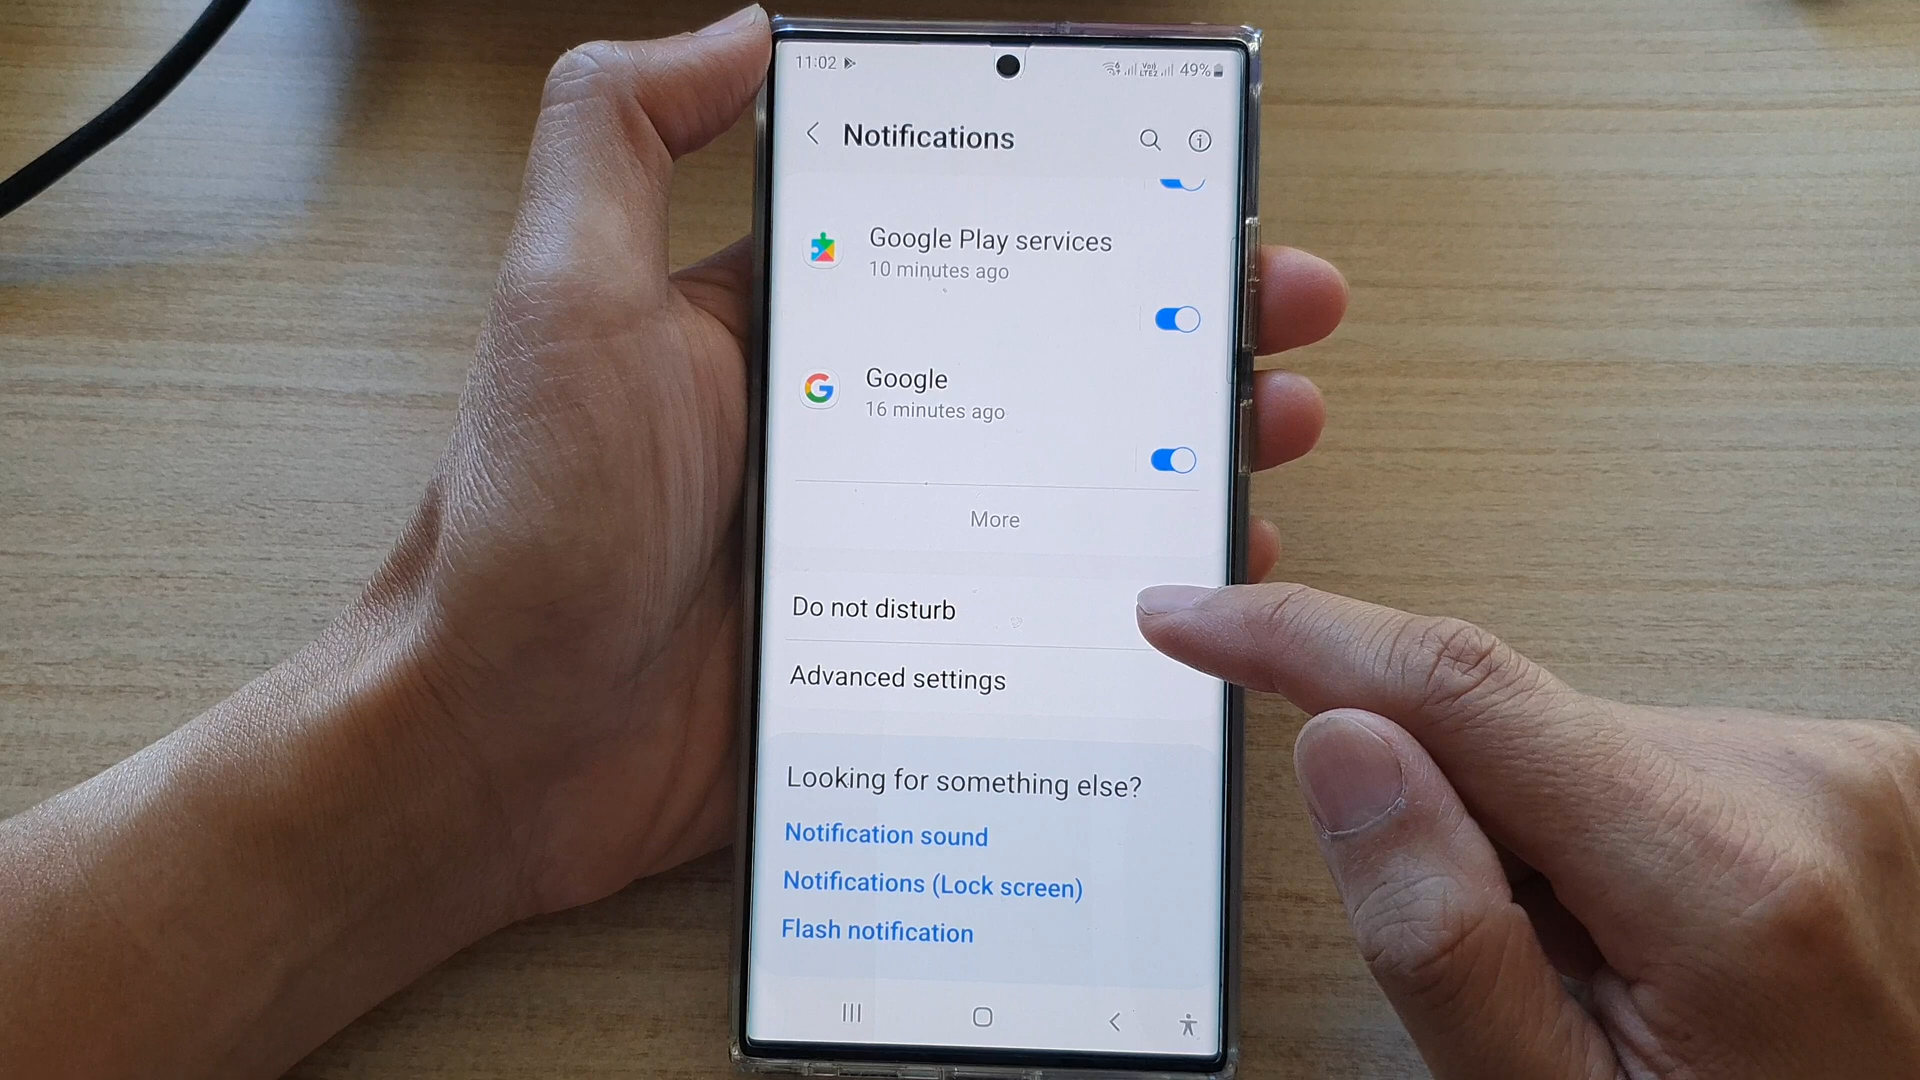 11:02
49%
Notifications
Google Play services
10 minutes ago
Google
16 minutes ago
More
Do not disturb
Advanced settings
Looking for something else?
Notification sound
Notifications (Lock screen)
Flash notification